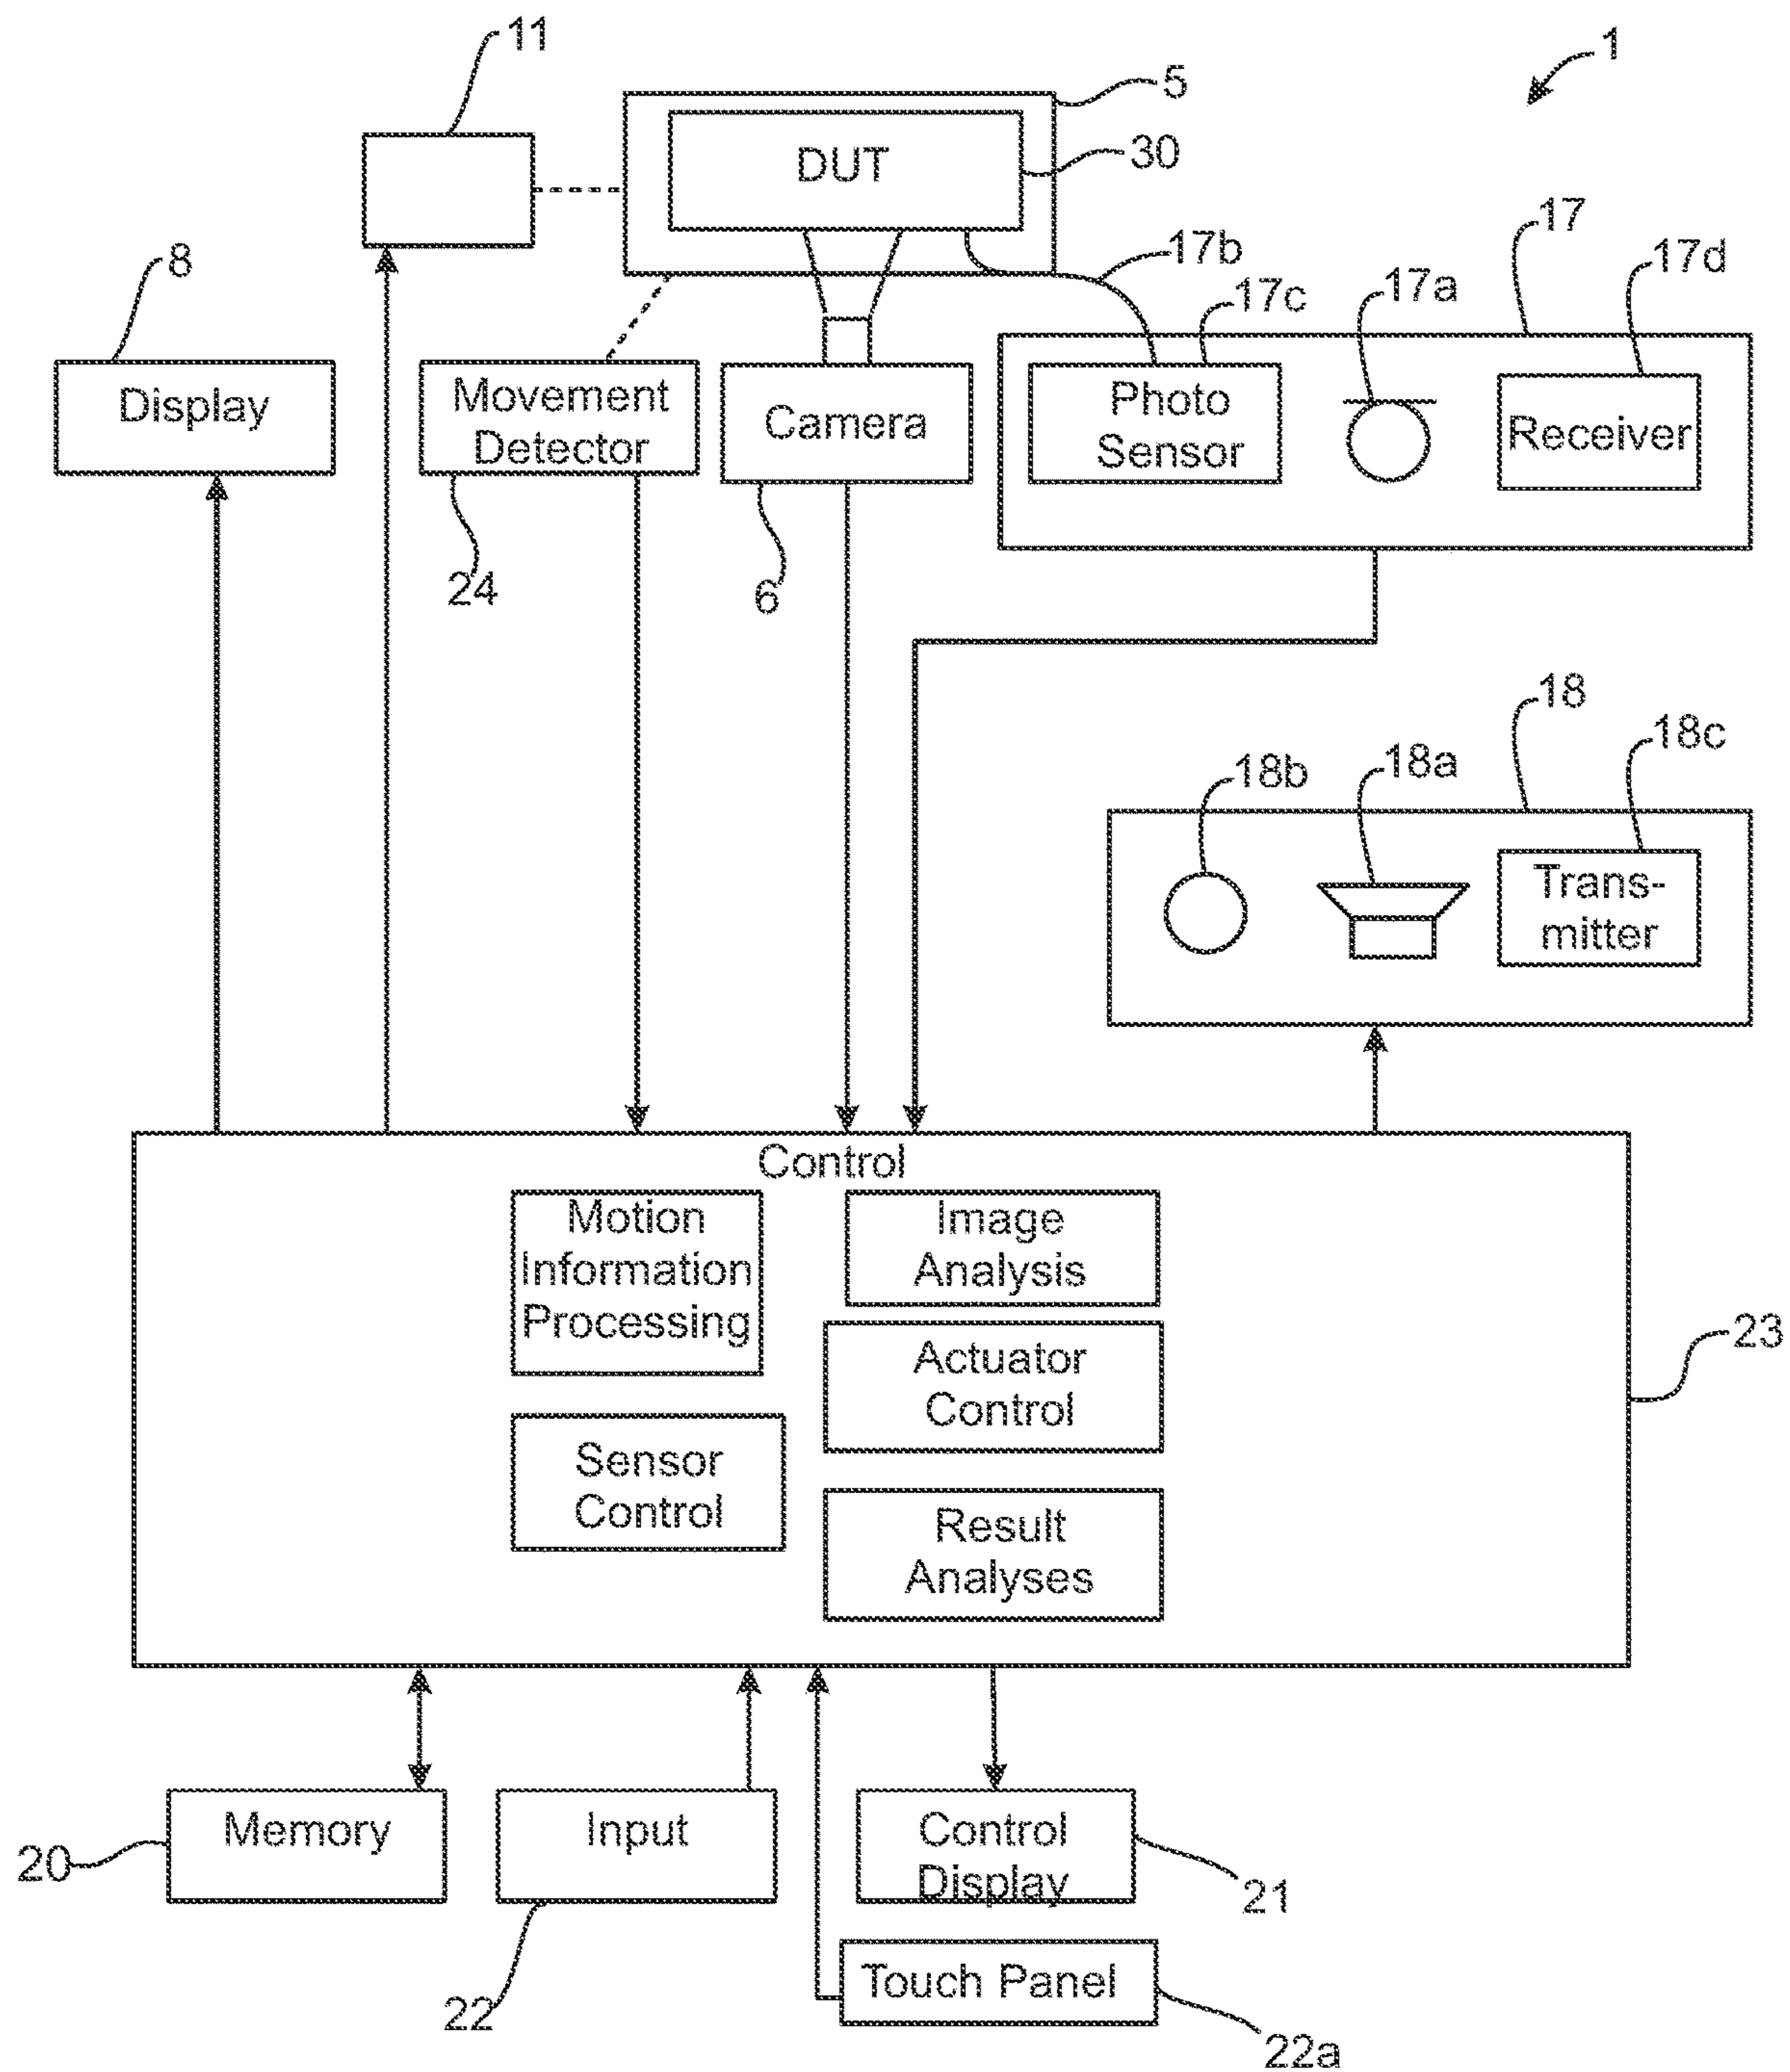 11
5
1
DUT
30
17
8
17b
17d
17c
17a
Display
Movement
Detector
Camera
Photo
Sensor
Receiver
24
6
18
18c
18b
18a
Trans-
mitter
Control
Motion
Information
Processing
Image
Analysis
Actuator
Control
23
Sensor
Control
Result
Analyses
Memory
Input
Control
Display
20
21
Touch Panel
22
22a